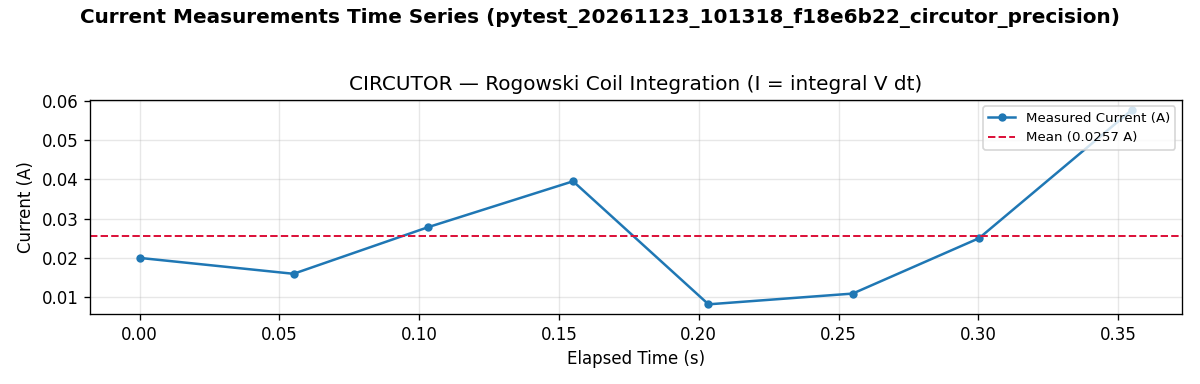 Current Measurements Time Series (pytest_20261123_101318_f18e6b22_circutor_precision)
CIRCUTOR — Rogowski Coil Integration (I = integral V dt)
Current (A)
0.06
0.05
0.04
0.03
0.02
0.01
Measured Current (A)
Mean (0.0257 A)
0.00 0.05 0.10 0.15 0.20 0.25 0.30 0.35
Elapsed Time (s)